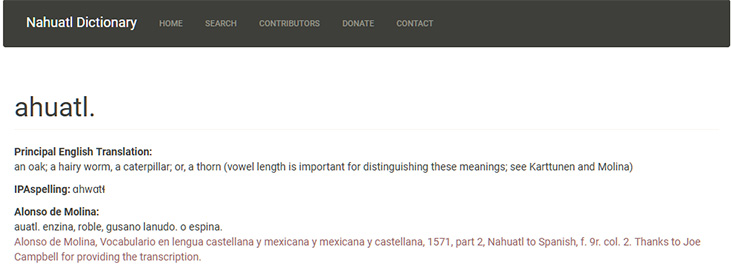 Nahuatl Dictionary HOME SEARCH CONTRIBUTORS DONATE CONTACT
ahuatl.
Principal English Translation:
an oak; a hairy worm, a caterpillar; or, a thorn (vowel length is important for distinguishing these meanings; see Karttunen and Molina)
IPAspelling: ɑhwɑtɬ
Alonso de Molina:
auatl. enzina, roble, gusano lanudo. o espina.
Alonso de Molina, Vocabulario en lengua castellana y mexicana y mexicana y castellana, 1571, part 2, Nahuatl to Spanish, f. 9r. col. 2. Thanks to Joe
Campbell for providing the transcription.